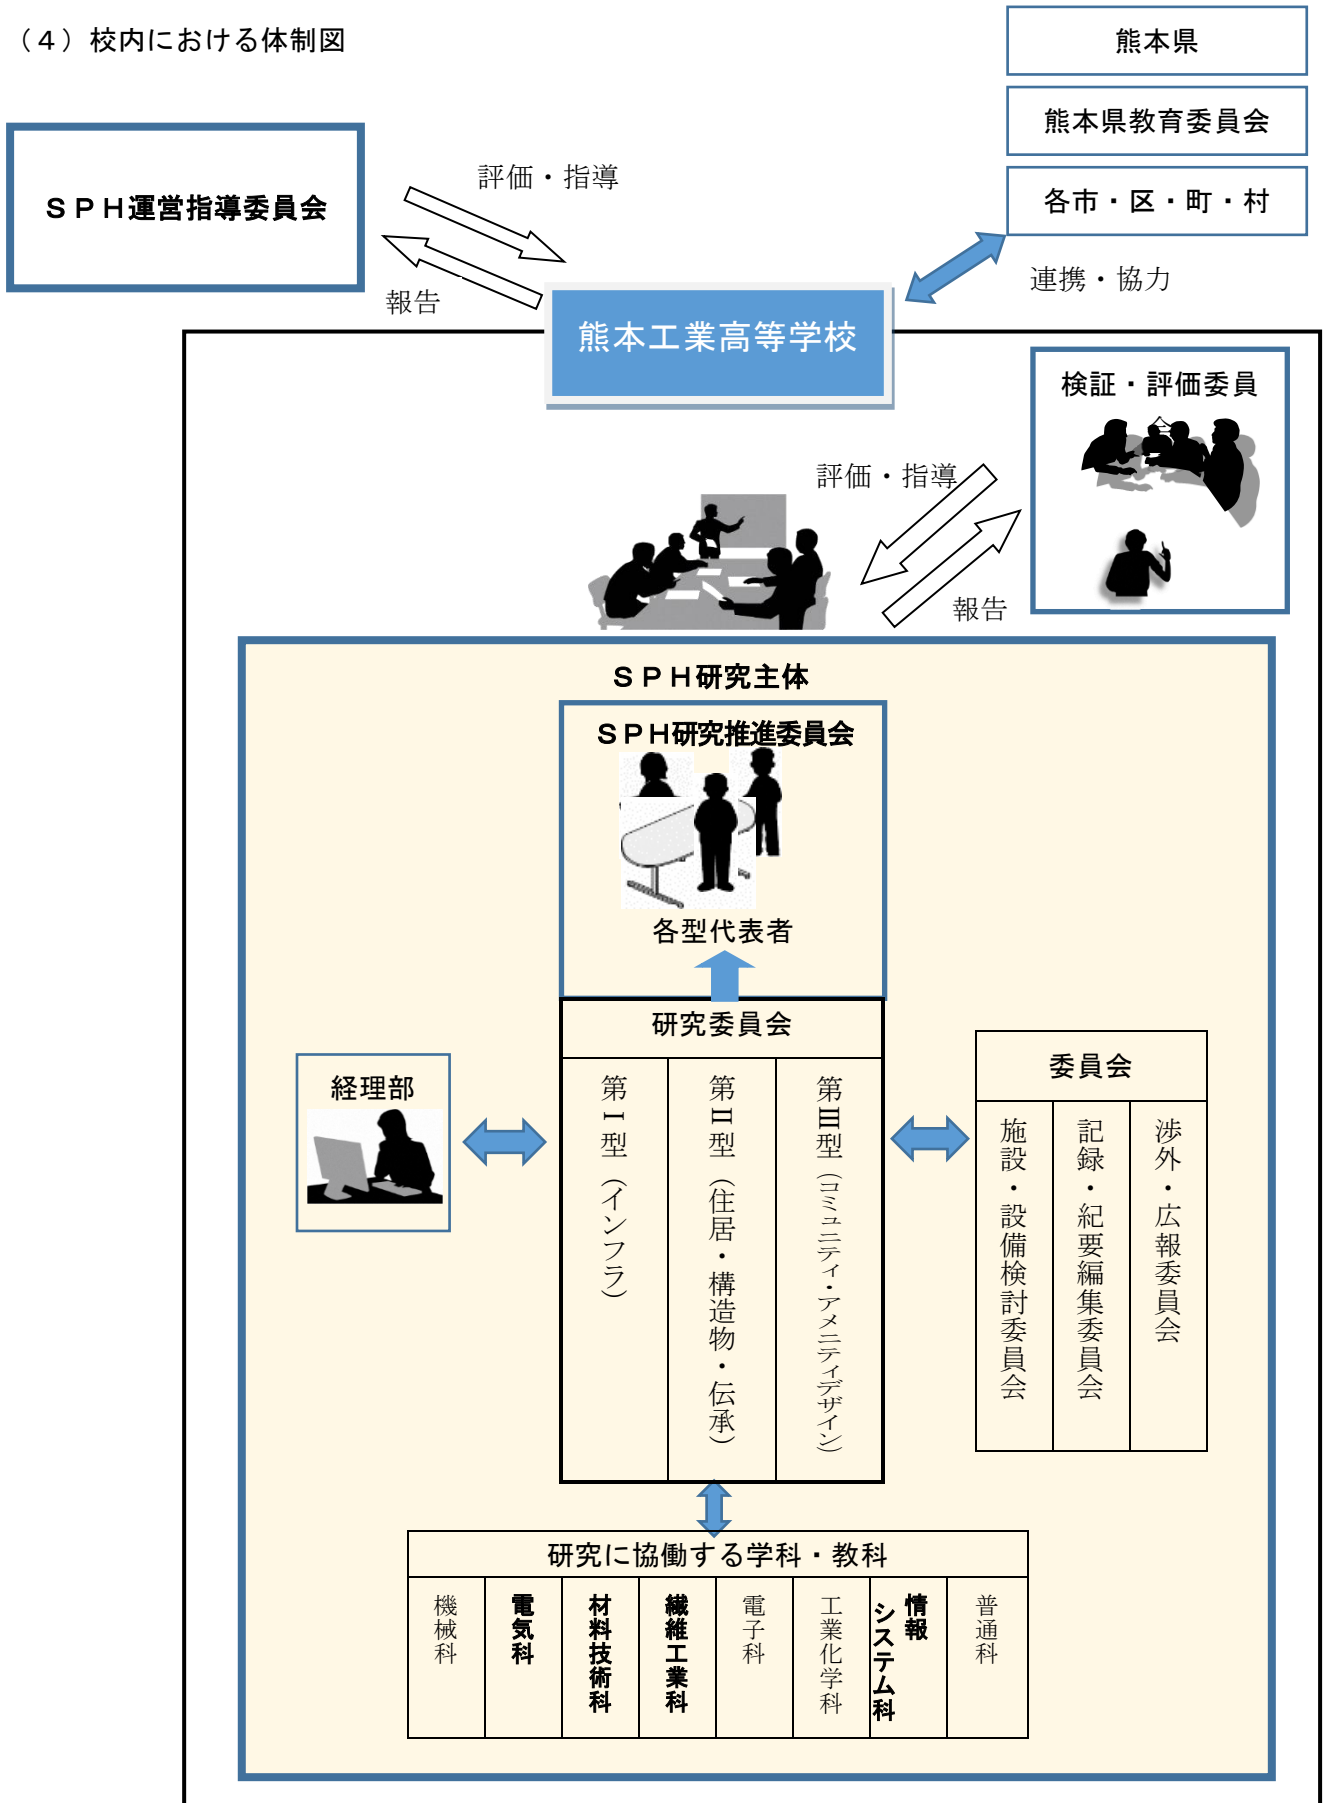 （４）校内における体制図
熊本県
熊本県教育委員会
各市・区・町・村
ＳＰＨ運営指導委員会
評価・指導
報告
連携・協力
熊本工業高等学校
検証・評価委員
会
評価・指導
報告
ＳＰＨ研究主体
ＳＰＨ研究推進委員会
各型代表者
研究委員会
第Ⅰ型（インフラ）
第Ⅱ型（住居・構造物・伝承）
第Ⅲ型（コミュニティ・アメニティデザイン）
経理部
委員会
施設・設備検討委員会
記録・紀要編集委員会
渉外・広報委員会
研究に協働する学科・教科
機械科
電気科
材料技術科
繊維工業科
電子科
工業化学科
情報
システム科
普通科